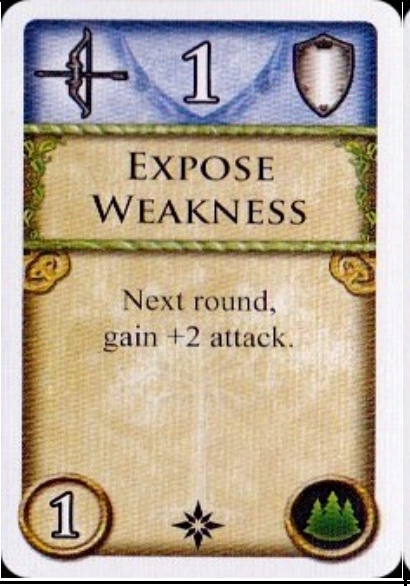 1
EXPOSE
WEAKNESS
Next round,
gain +2 attack.
1